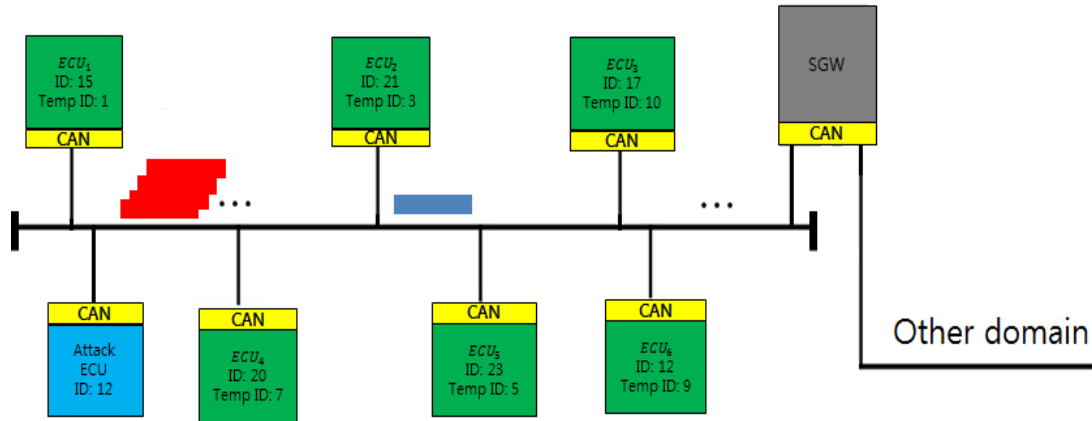 ECU₁
ID: 15
Temp ID: 1
CAN
ECU₂
ID: 21
Temp ID: 3
CAN
ECU₃
ID: 17
Temp ID: 10
CAN
SGW
CAN
...
...
CAN
Attack
ECU
ID: 12
CAN
ECU₄
ID: 20
Temp ID: 7
CAN
ECU₅
ID: 23
Temp ID: 5
CAN
ECU₆
ID: 12
Temp ID: 9
Other domain